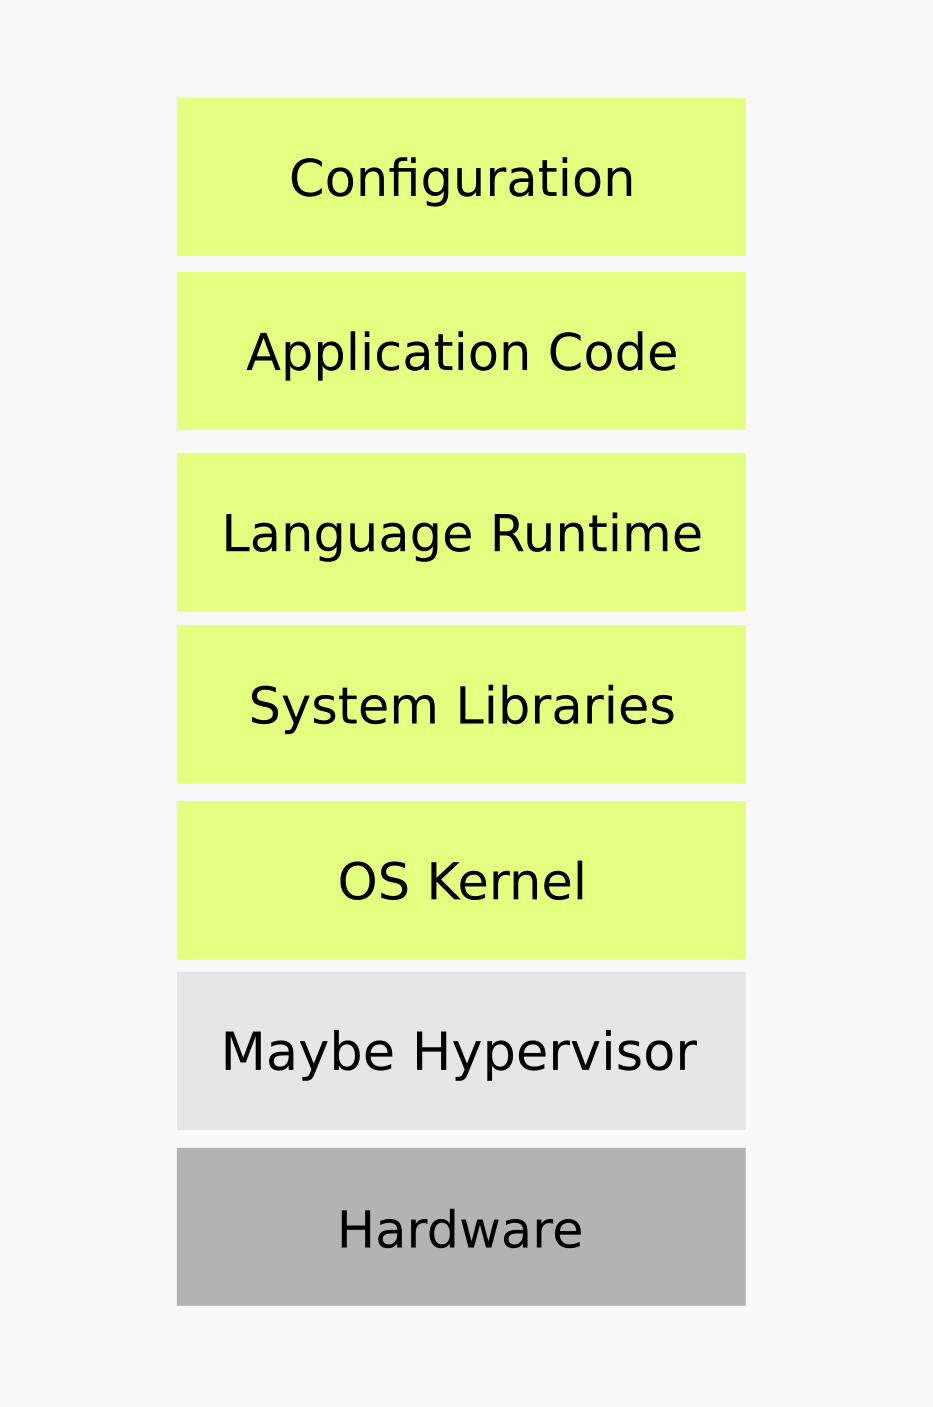 Configuration
Application Code
Language Runtime
System Libraries
OS Kernel
Maybe Hypervisor
Hardware